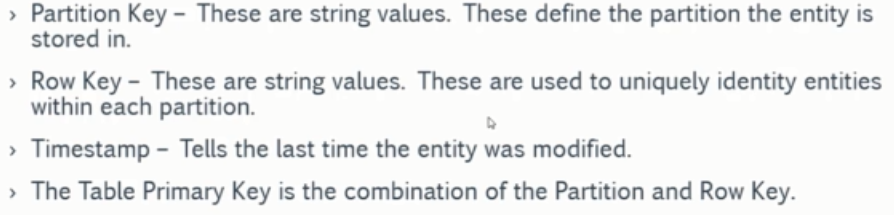 › Partition Key – These are string values. These define the partition the entity is
stored in.
› Row Key – These are string values. These are used to uniquely identity entities
within each partition.
› Timestamp – Tells the last time the entity was modified.
› The Table Primary Key is the combination of the Partition and Row Key.